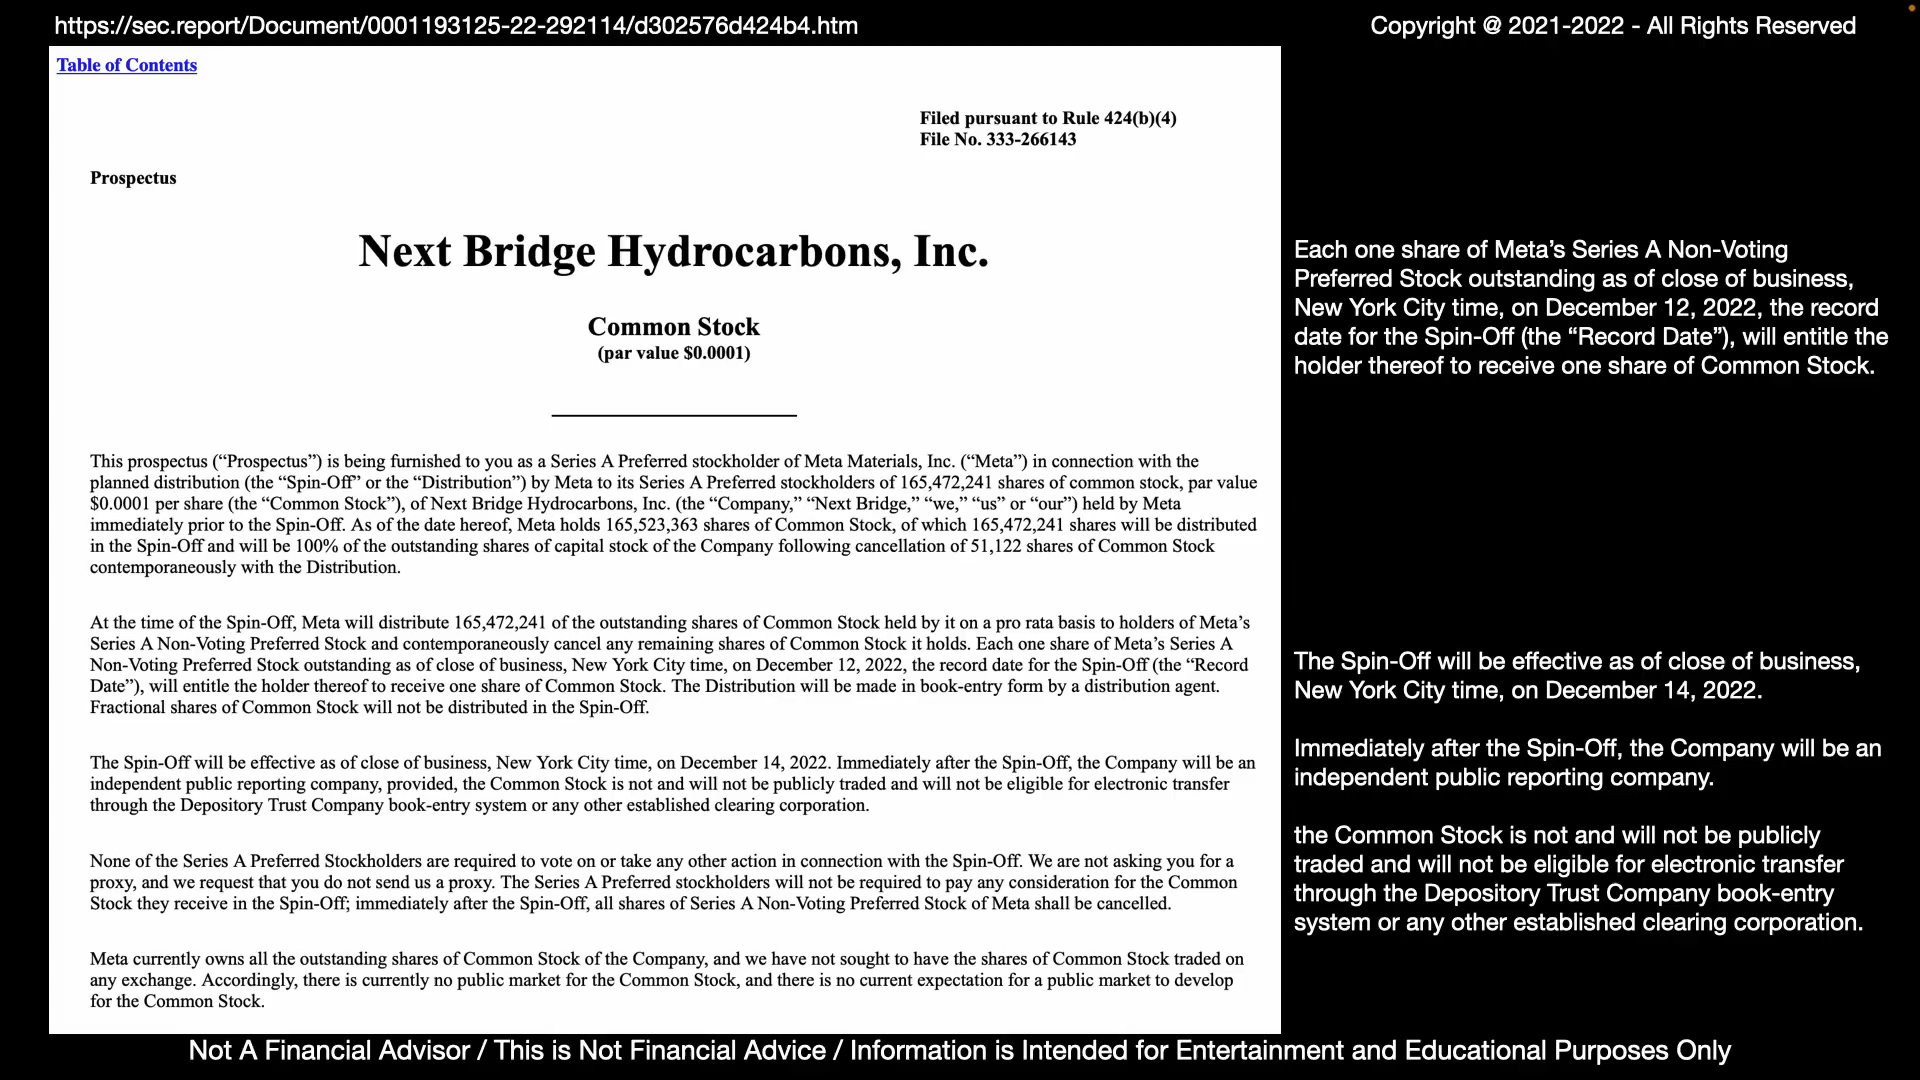 https://sec.report/Document/0001193125-22-292114/d302576d424b4.htm
Copyright @ 2021-2022 - All Rights Reserved
Table of Contents
Filed pursuant to Rule 424(b)(4)
File No. 333-266143
Prospectus
Next Bridge Hydrocarbons, Inc.
Common Stock
(par value $0.0001)
This prospectus (“Prospectus”) is being furnished to you as a Series A Preferred stockholder of Meta Materials, Inc. (“Meta”) in connection with the
planned distribution (the “Spin-Off” or the “Distribution”) by Meta to its Series A Preferred stockholders of 165,472,241 shares of common stock, par value
$0.0001 per share (the “Common Stock”), of Next Bridge Hydrocarbons, Inc. (the “Company,” “Next Bridge,” “we,” “us” or “our”) held by Meta
immediately prior to the Spin-Off. As of the date hereof, Meta holds 165,523,363 shares of Common Stock, of which 165,472,241 shares will be distributed
in the Spin-Off and will be 100% of the outstanding shares of capital stock of the Company following cancellation of 51,122 shares of Common Stock
contemporaneously with the Distribution.
At the time of the Spin-Off, Meta will distribute 165,472,241 of the outstanding shares of Common Stock held by it on a pro rata basis to holders of Meta’s
Series A Non-Voting Preferred Stock and contemporaneously cancel any remaining shares of Common Stock it holds. Each one share of Meta’s Series A
Non-Voting Preferred Stock outstanding as of close of business, New York City time, on December 12, 2022, the record date for the Spin-Off (the “Record
Date”), will entitle the holder thereof to receive one share of Common Stock. The Distribution will be made in book-entry form by a distribution agent.
Fractional shares of Common Stock will not be distributed in the Spin-Off.
The Spin-Off will be effective as of close of business, New York City time, on December 14, 2022. Immediately after the Spin-Off, the Company will be an
independent public reporting company, provided, the Common Stock is not and will not be publicly traded and will not be eligible for electronic transfer
through the Depository Trust Company book-entry system or any other established clearing corporation.
None of the Series A Preferred Stockholders are required to vote on or take any other action in connection with the Spin-Off. We are not asking you for a
proxy, and we request that you do not send us a proxy. The Series A Preferred stockholders will not be required to pay any consideration for the Common
Stock they receive in the Spin-Off; immediately after the Spin-Off, all shares of Series A Non-Voting Preferred Stock of Meta shall be cancelled.
Meta currently owns all the outstanding shares of Common Stock of the Company, and we have not sought to have the shares of Common Stock traded on
any exchange. Accordingly, there is currently no public market for the Common Stock, and there is no current expectation for a public market to develop
for the Common Stock.
Each one share of Meta’s Series A Non-Voting
Preferred Stock outstanding as of close of business,
New York City time, on December 12, 2022, the record
date for the Spin-Off (the “Record Date”), will entitle the
holder thereof to receive one share of Common Stock.
The Spin-Off will be effective as of close of business,
New York City time, on December 14, 2022.
Immediately after the Spin-Off, the Company will be an
independent public reporting company.
the Common Stock is not and will not be publicly
traded and will not be eligible for electronic transfer
through the Depository Trust Company book-entry
system or any other established clearing corporation.
Not A Financial Advisor / This is Not Financial Advice / Information is Intended for Entertainment and Educational Purposes Only